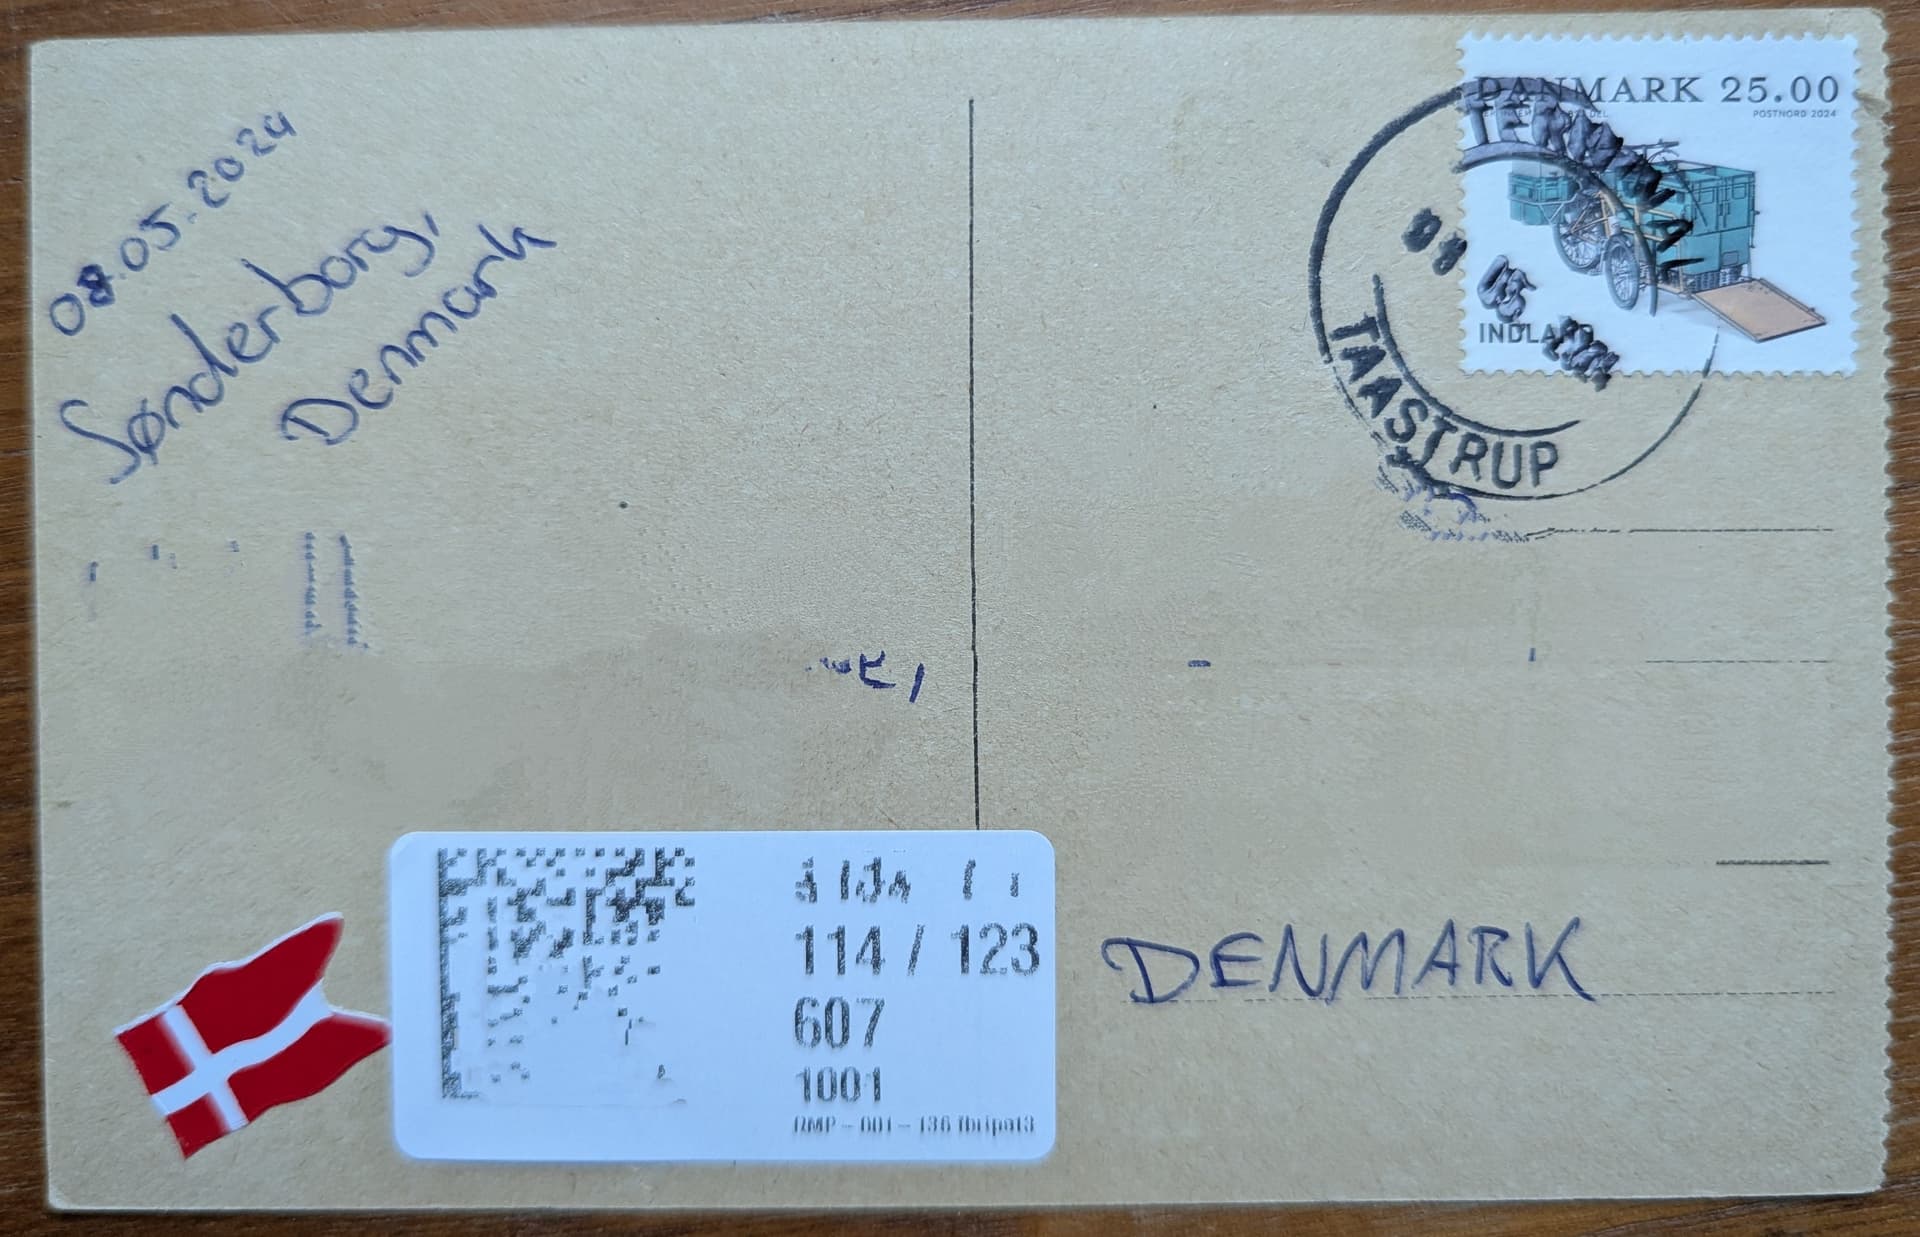 08.05.2024
Sønderborg,
Denmark
DANMARK 25.00
POSTNORD 2024
INDLAND
TAASTRUP
114 / 123
607
1001
DENMARK